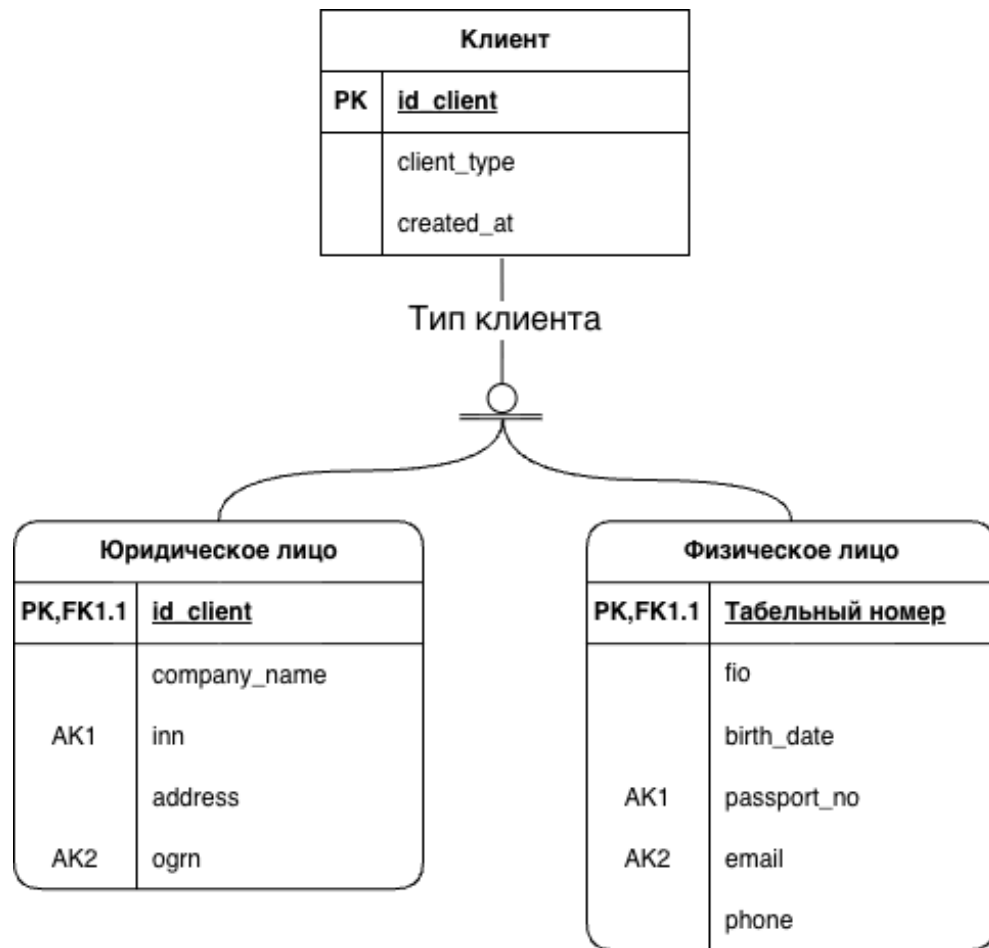 Клиент
PK id_client
client_type
created_at
Тип клиента
Юридическое лицо
PK,FK1.1 id_client
company_name
AK1 inn
address
AK2 ogrn
Физическое лицо
PK,FK1.1 Табельный номер
fio
birth_date
AK1 passport_no
AK2 email
phone